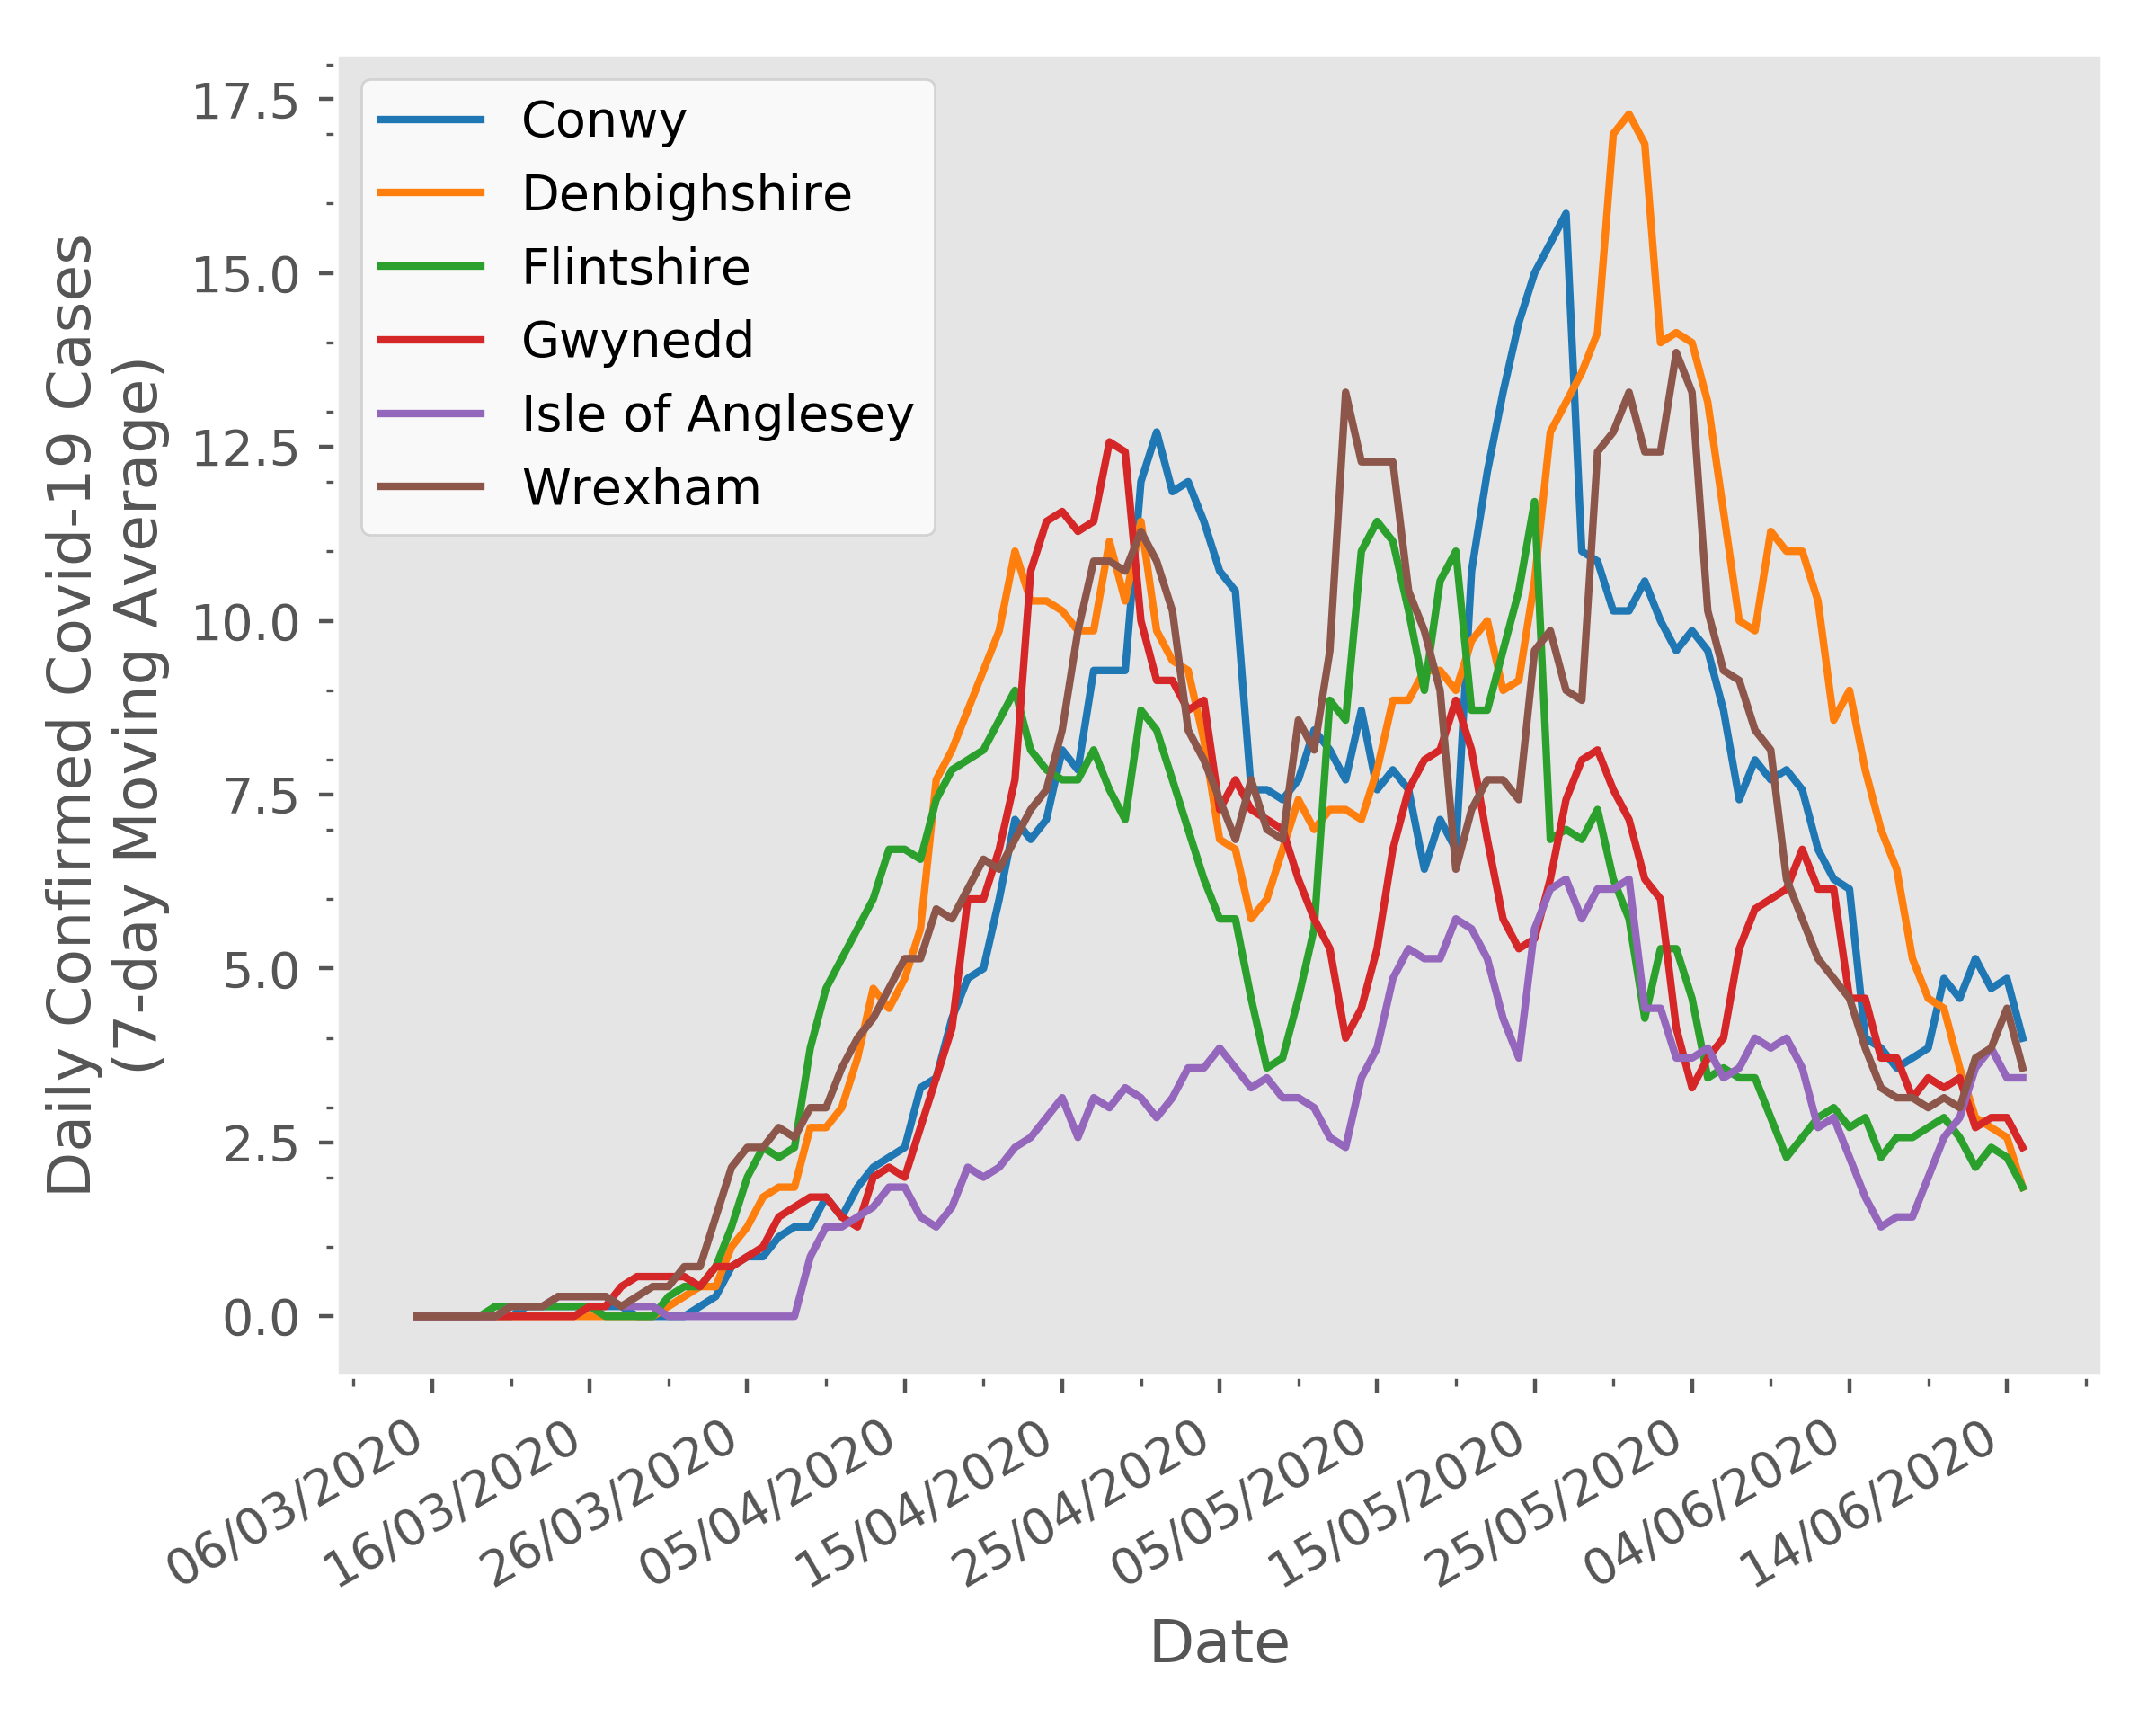 Daily Confirmed Covid-19 Cases
(7-day Moving Average)
17.5
15.0
12.5
10.0
7.5
5.0
2.5
0.0
Conwy
Denbighshire
Flintshire
Gwynedd
Isle of Anglesey
Wrexham
06/03/2020
16/03/2020
26/03/2020
05/04/2020
15/04/2020
25/04/2020
05/05/2020
15/05/2020
25/05/2020
04/06/2020
14/06/2020
Date